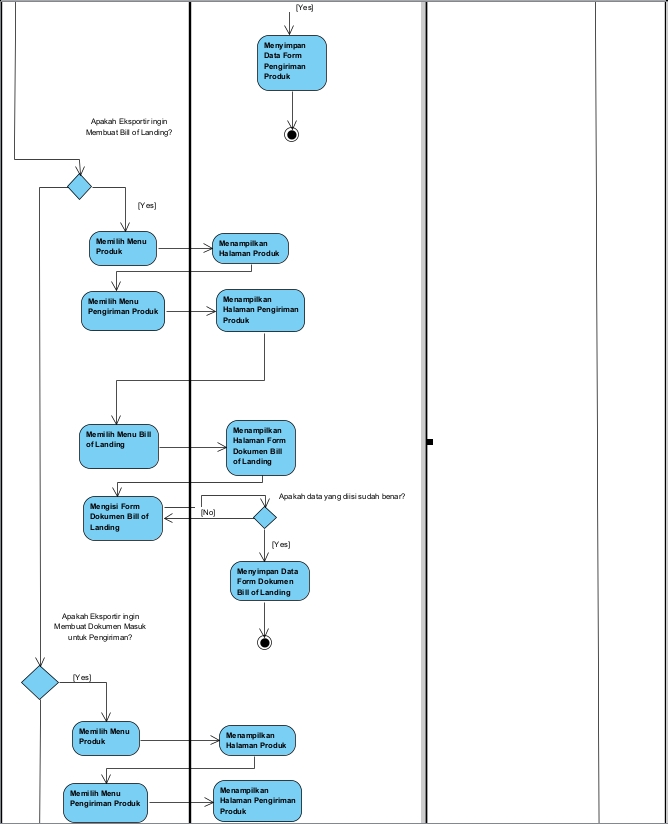 [Yes]
Menyimpan
Data Form
Pengiriman
Produk
Apakah Eksportir ingin
Membuat Bill of Landing?
[Yes]
Memilih Menu
Produk
Menampilkan
Halaman Produk
Memilih Menu
Pengiriman Produk
Menampilkan
Halaman Pengiriman
Produk
Memilih Menu Bill
of Landing
Menampilkan
Halaman Form
Dokumen Bill
of Landing
Mengisi Form
Dokumen Bill of
Landing
Apakah data yang diisi sudah benar?
[No]
[Yes]
Menyimpan Data
Form Dokumen
Bill of Landing
Apakah Eksportir ingin
Membuat Dokumen Masuk
untuk Pengiriman?
[Yes]
Memilih Menu
Produk
Menampilkan
Halaman Produk
Memilih Menu
Pengiriman Produk
Menampilkan
Halaman Pengiriman
Produk